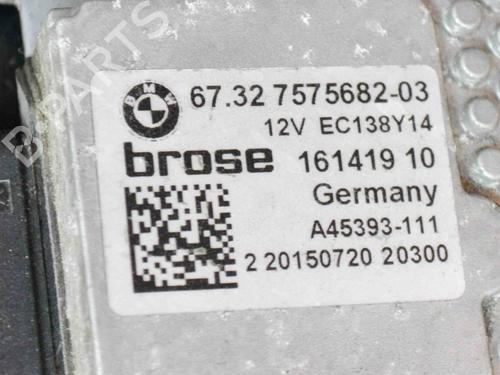 B-PARTS
BMW
67.32 7575682-03
12V EC138Y14
brose 161419 10
Germany
A45393-111
2 20150720 20300